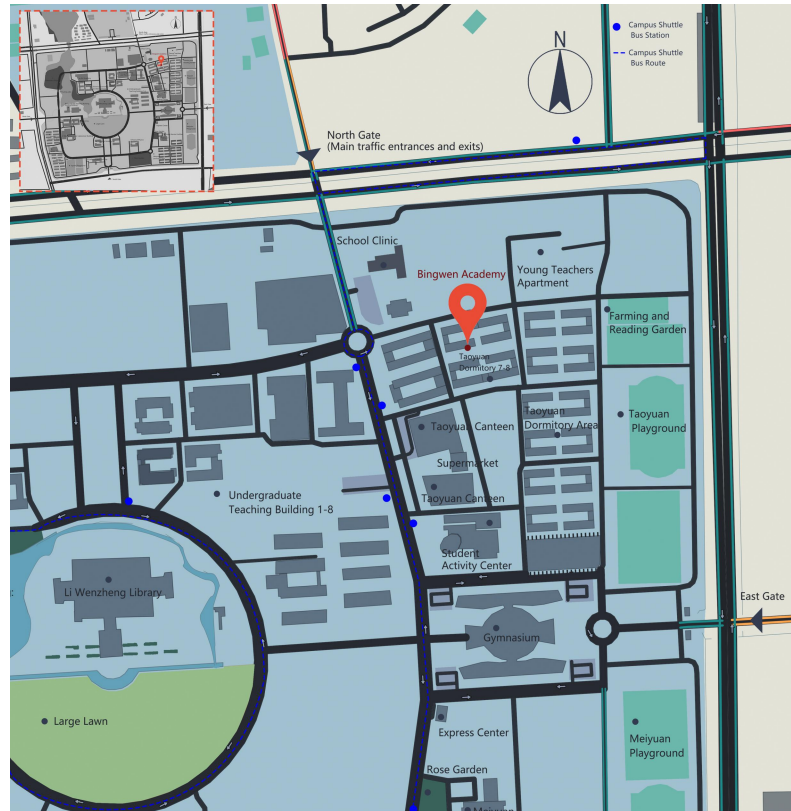 Campus Shuttle
Bus Station
Campus Shuttle
Bus Route
N
North Gate
(Main traffic entrances and exits)
School Clinic
Bingwen Academy
Young Teachers
Apartment
Farming and
Reading Garden
Taoyuan
Dormitory 7-8
Taoyuan Canteen
Taoyuan
Dormitory Area
Taoyuan
Playground
Supermarket
Taoyuan Canteen
Undergraduate
Teaching Building 1-8
Student
Activity Center
Li Wenzheng Library
East Gate
Gymnasium
Large Lawn
Express Center
Meiyuan
Playground
Rose Garden